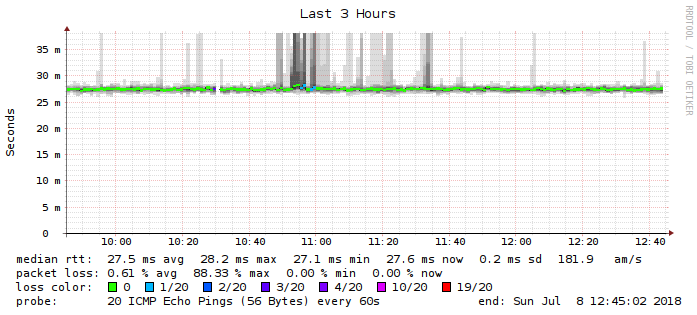 Last 3 Hours
RRDTOOL / TOBI OETIKER
Seconds
35 m
30 m
25 m
20 m
15 m
10 m
5 m
0
10:00 10:20 10:40 11:00 11:20 11:40 12:00 12:20 12:40
median rtt: 27.5 ms avg 28.2 ms max 27.1 ms min 27.6 ms now 0.2 ms sd 181.9 am/s
packet loss: 0.61 % avg 88.33 % max 0.00 % min 0.00 % now
loss color: 0 1/20 2/20 3/20 4/20 10/20 19/20
probe: 20 ICMP Echo Pings (56 Bytes) every 60s end: Sun Jul 8 12:45:02 2018